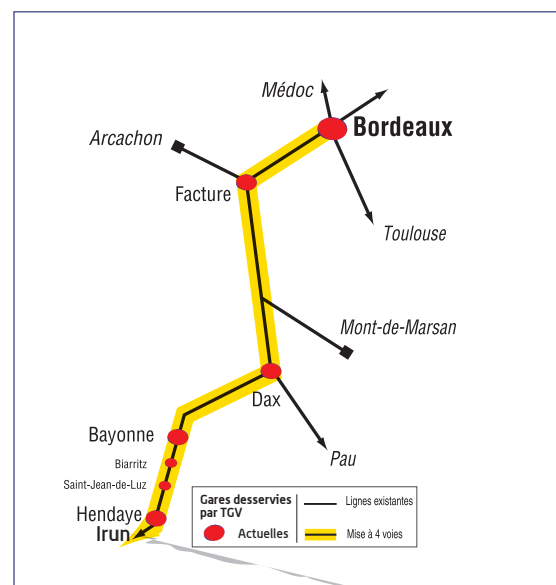 Médoc
Bordeaux
Arcachon
Facture
Toulouse
Mont-de-Marsan
Dax
Bayonne
Pau
Biarritz
Saint-Jean-de-Luz
Hendaye
Irun
Gares desservies
par TGV
Actuelles
Lignes existantes
Mise à 4 voies